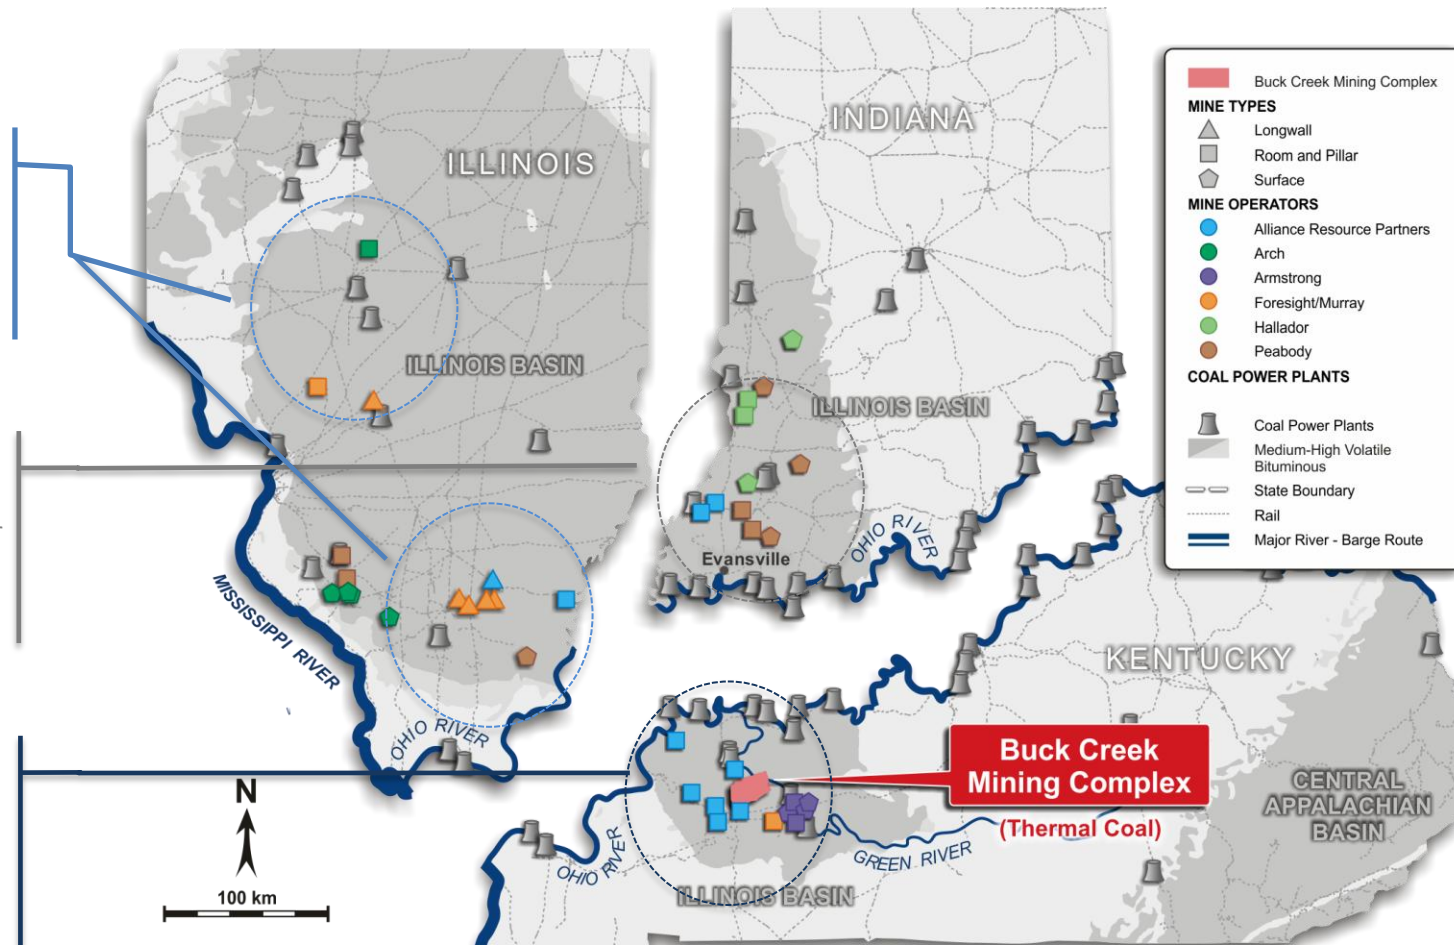 INDIANA
ILLINOIS
ILLINOIS BASIN
ILLINOIS BASIN
Evansville
OHIO RIVER
MISSISSIPPI RIVER
OHIO RIVER
KENTUCKY
Buck Creek
Mining Complex
(Thermal Coal)
CENTRAL
APPALACHIAN
BASIN
GREEN RIVER
OHIO RIVER
ILLINOIS BASIN
N
100 km
Buck Creek Mining Complex
MINE TYPES
Longwall
Room and Pillar
Surface
MINE OPERATORS
Alliance Resource Partners
Arch
Armstrong
Foresight/Murray
Hallador
Peabody
COAL POWER PLANTS
Coal Power Plants
Medium-High Volatile
Bituminous
State Boundary
Rail
Major River - Barge Route